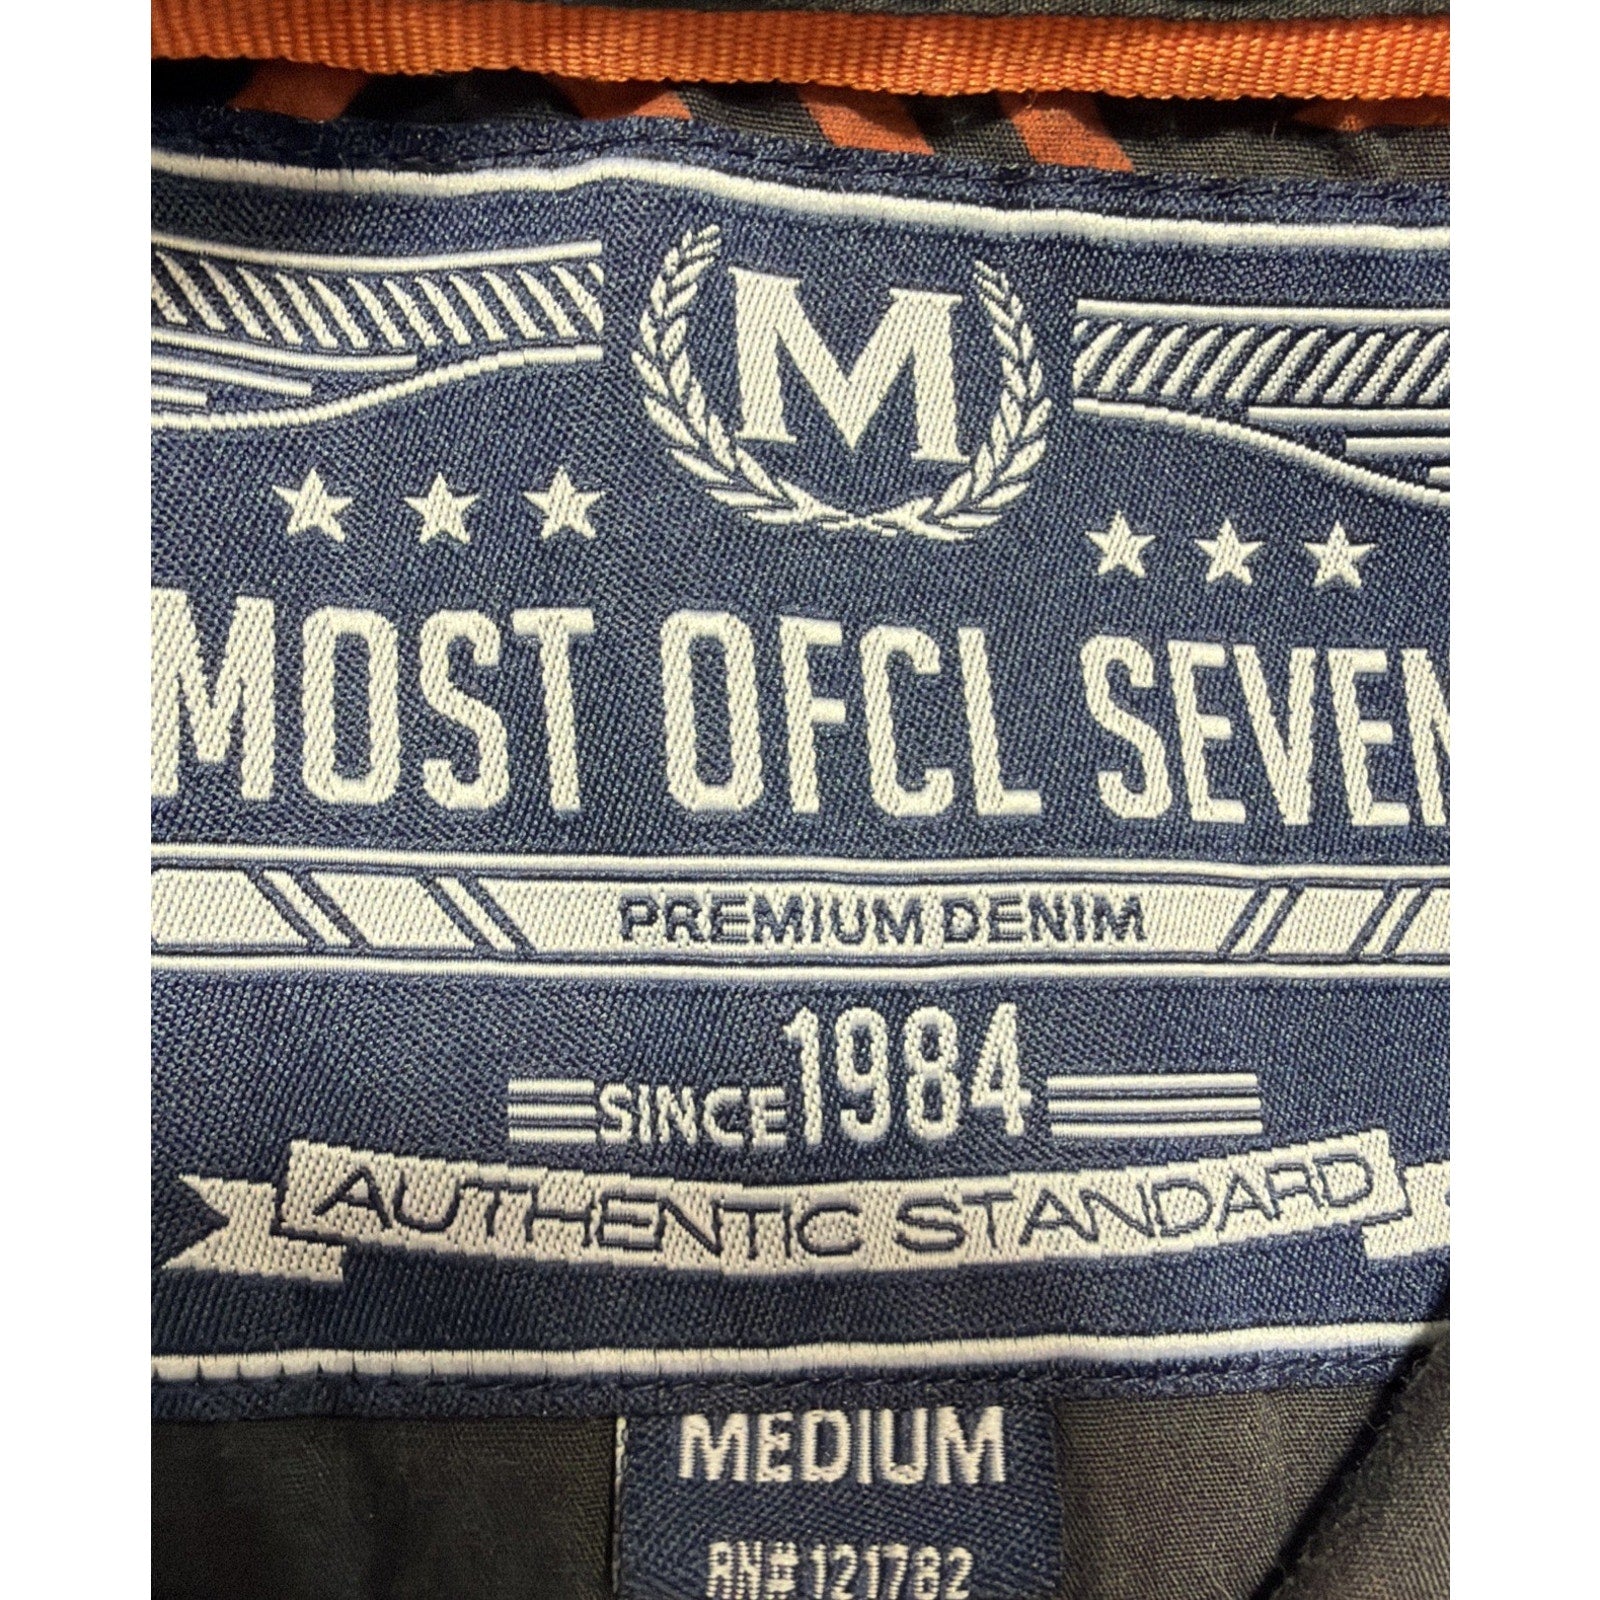 M
MOST OFCL SEVEN
PREMIUM DENIM
SINCE 1984
AUTHENTIC STANDARD
MEDIUM
RN# 121782